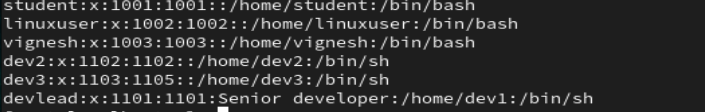 student:x:1001:1001::/home/student:/bin/bash
linuxuser:x:1002:1002::/home/linuxuser:/bin/bash
vignesh:x:1003:1003::/home/vignesh:/bin/bash
dev2:x:1102:1102::/home/dev2:/bin/sh
dev3:x:1103:1105::/home/dev3:/bin/sh
devlead:x:1101:1101:Senior developer:/home/dev1:/bin/sh